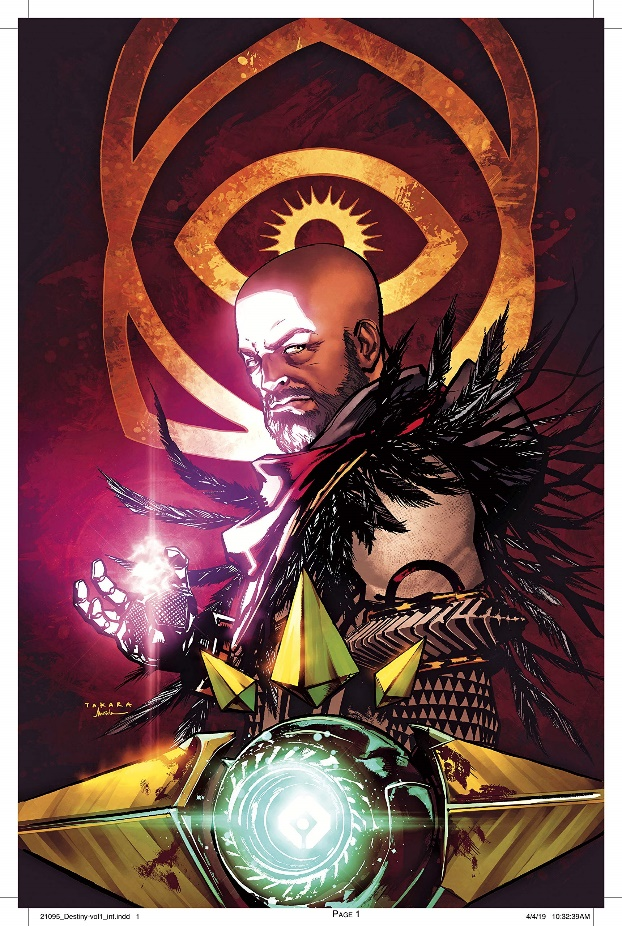 TAKARA
21095_Destiny-vol1_int.indd   1
PAGE 1
4/4/19   10:32:39AM